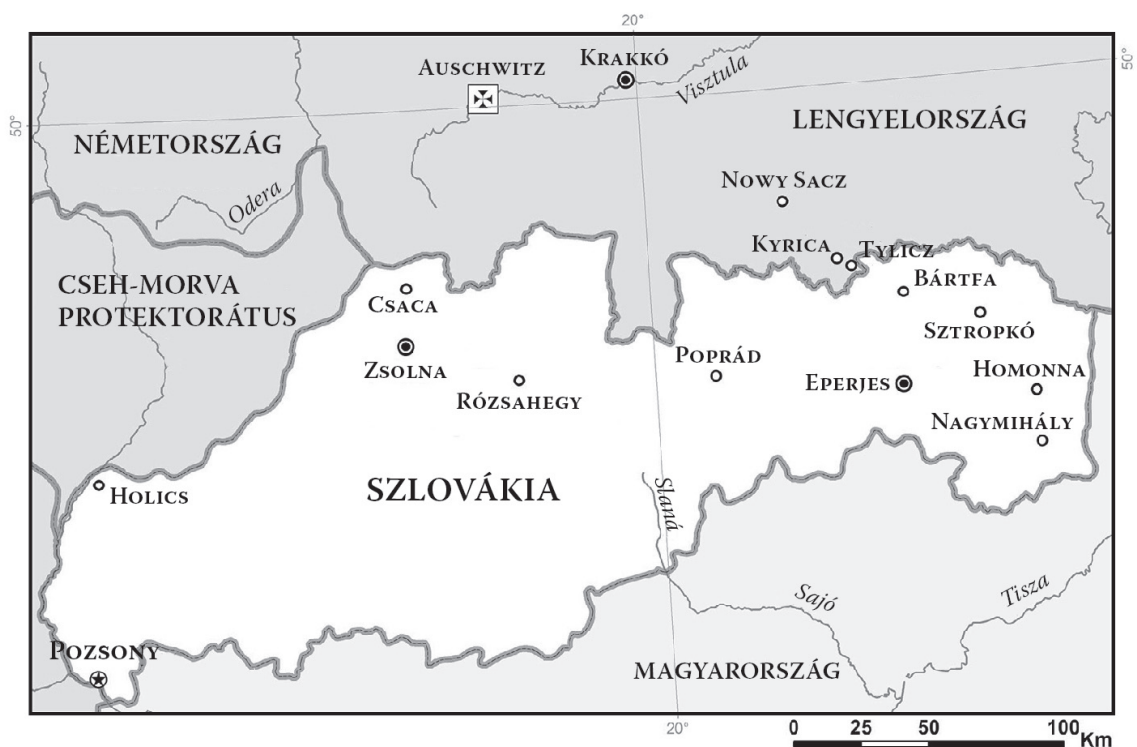 20°
50°
50°
AUSCHWITZ
KRAKKÓ
Visztula
NÉMETORSZÁG
LENGYELORSZÁG
Odera
NOWY SACZ
KYRICA
TYLICZ
CSEH-MORVA
PROTEKTORÁTUS
BÁRTFA
CSACA
SZTROPKÓ
ZSOLNA
POPRÁD
HOMONNA
EPERJES
RÓZSAHEGY
NAGYMIHÁLY
HOLICS
SZLOVÁKIA
Slaná
Sajó
Tisza
POZSONY
MAGYARORSZÁG
20°
0 25 50 100 Km